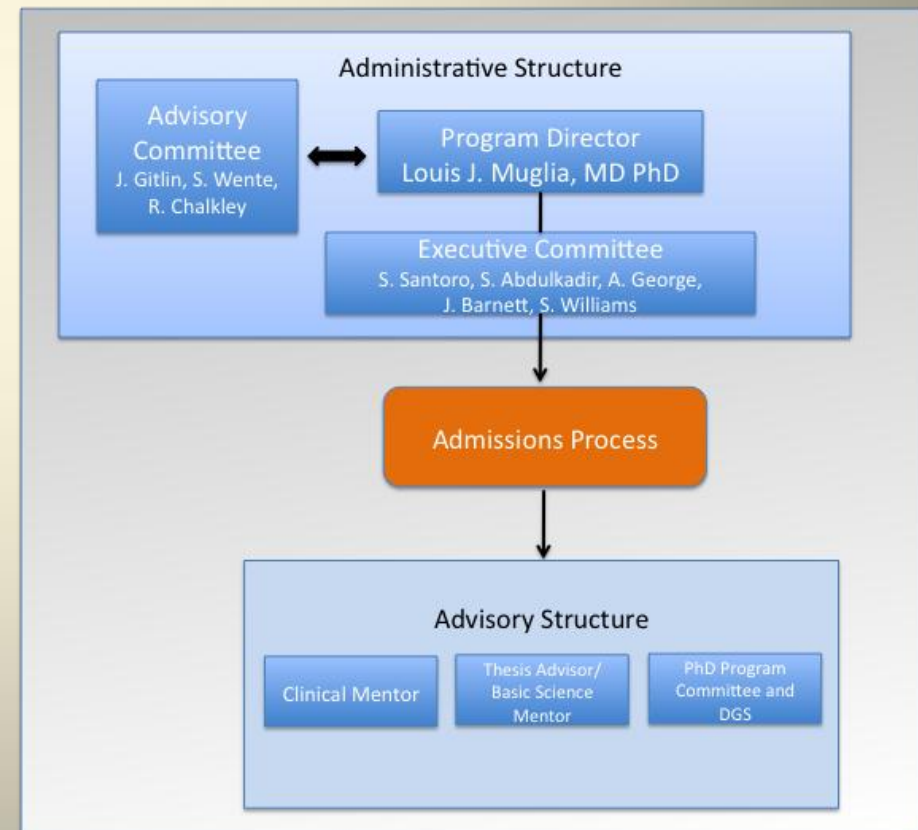 Administrative Structure
Advisory
Committee
J. Gitlin, S. Wente,
R. Chalkley
Program Director
Louis J. Muglia, MD PhD
Executive Committee
S. Santoro, S. Abdulkadir, A. George,
J. Barnett, S. Williams
Admissions Process
Advisory Structure
Clinical Mentor
Thesis Advisor/
Basic Science
Mentor
PhD Program
Committee and
DGS